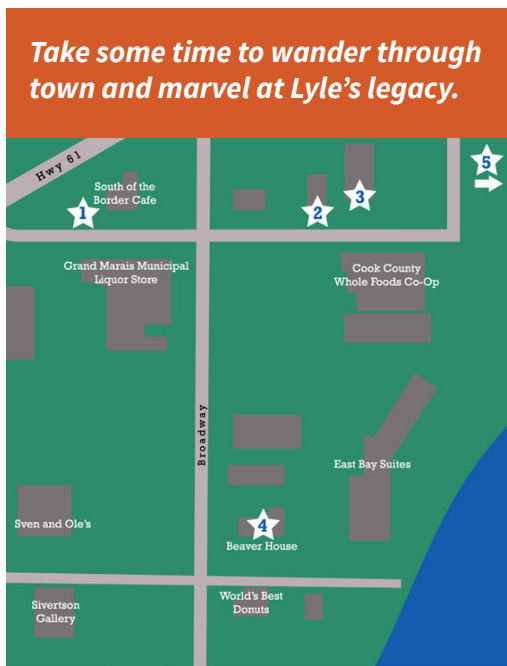 Take some time to wander through
town and marvel at Lyle's legacy.
Hwy 61
5
South of the
Border Cafe
1
2
3
Grand Marais Municipal
Liquor Store
Cook County
Whole Foods Co-Op
Broadway
East Bay Suites
Sven and Ole's
4
Beaver House
Sivertson
Gallery
World's Best
Donuts